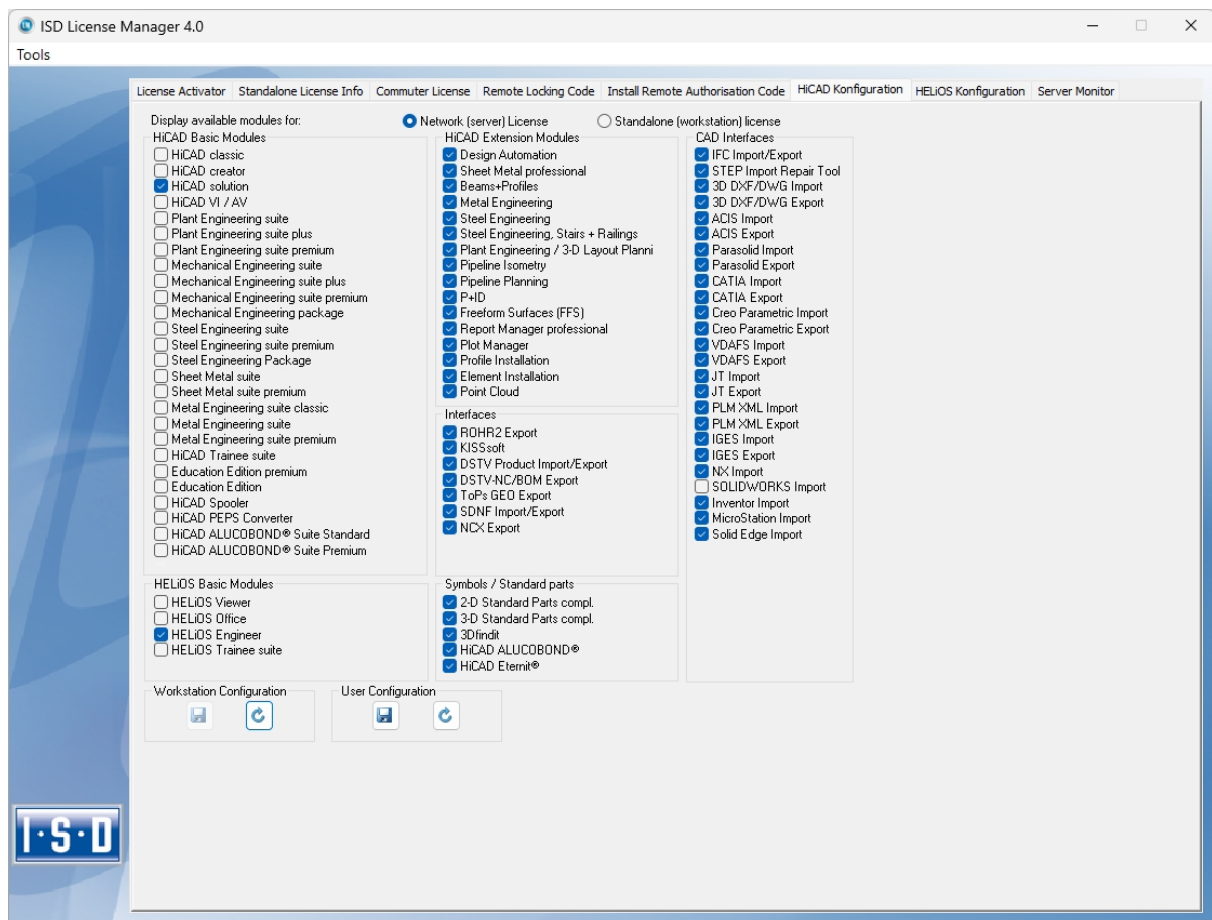 ISD License Manager 4.0
Tools
License Activator Standalone License Info Commuter License Remote Locking Code Install Remote Authorisation Code HiCAD Konfiguration HELiOS Konfiguration Server Monitor
Display available modules for: Network (server) License Standalone (workstation) license
HiCAD Basic Modules
HiCAD classic
HiCAD creator
HiCAD solution
HiCAD VI / AV
Plant Engineering suite
Plant Engineering suite plus
Plant Engineering suite premium
Mechanical Engineering suite
Mechanical Engineering suite plus
Mechanical Engineering suite premium
Mechanical Engineering package
Steel Engineering suite
Steel Engineering suite premium
Steel Engineering Package
Sheet Metal suite
Sheet Metal suite premium
Metal Engineering suite classic
Metal Engineering suite
Metal Engineering suite premium
HiCAD Trainee suite
Education Edition premium
Education Edition
HiCAD Spooler
HiCAD PEPS Converter
HiCAD ALUCOBOND® Suite Standard
HiCAD ALUCOBOND® Suite Premium
HiCAD Extension Modules
Design Automation
Sheet Metal professional
Beams+Profiles
Metal Engineering
Steel Engineering
Steel Engineering, Stairs + Railings
Plant Engineering / 3-D Layout Planni
Pipeline Isometry
Pipeline Planning
P+ID
Freeform Surfaces (FFS)
Report Manager professional
Plot Manager
Profile Installation
Element Installation
Point Cloud
Interfaces
ROHR2 Export
KISSsoft
DSTV Product Import/Export
DSTV-NC/BOM Export
ToPs GEO Export
SDNF Import/Export
NCX Export
CAD Interfaces
IFC Import/Export
STEP Import Repair Tool
3D DXF/DWG Import
3D DXF/DWG Export
ACIS Import
ACIS Export
Parasolid Import
Parasolid Export
CATIA Import
CATIA Export
Creo Parametric Import
Creo Parametric Export
VDAFS Import
VDAFS Export
JT Import
JT Export
PLM XML Import
PLM XML Export
IGES Import
IGES Export
NX Import
SOLIDWORKS Import
Inventor Import
MicroStation Import
Solid Edge Import
HELiOS Basic Modules
HELiOS Viewer
HELiOS Office
HELiOS Engineer
HELiOS Trainee suite
Symbols / Standard parts
2-D Standard Parts compl.
3-D Standard Parts compl.
3Dfindit
HiCAD ALUCOBOND®
HiCAD Eternit®
Workstation Configuration
User Configuration
I·S·D